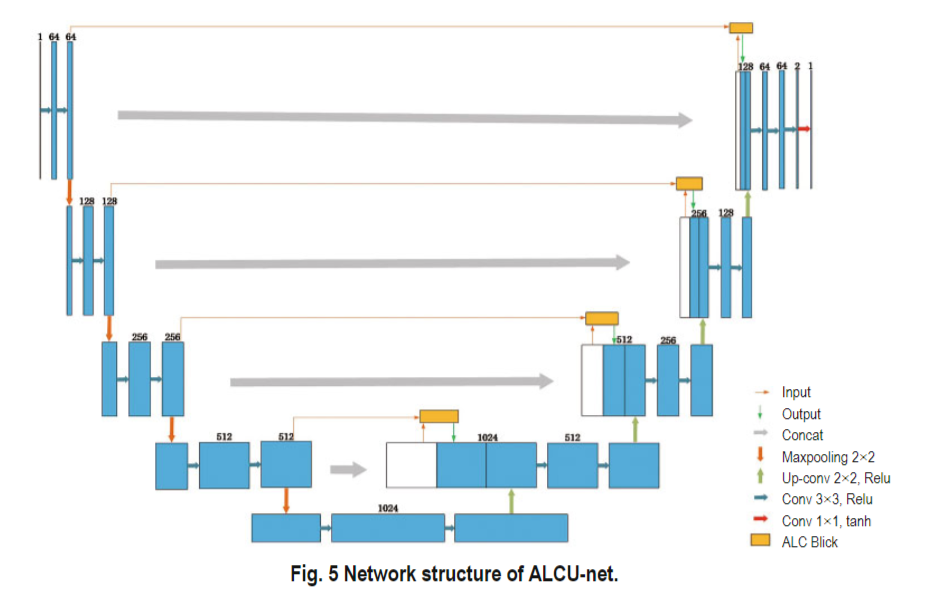 1 64 64
128 64 64 2 1
128 128
256 128
256 256
512 256
512 512
1024 512
1024
Input
Output
Concat
Maxpooling 2×2
Up-conv 2×2, Relu
Conv 3×3, Relu
Conv 1×1, tanh
ALC Blick
Fig. 5 Network structure of ALCU-net.